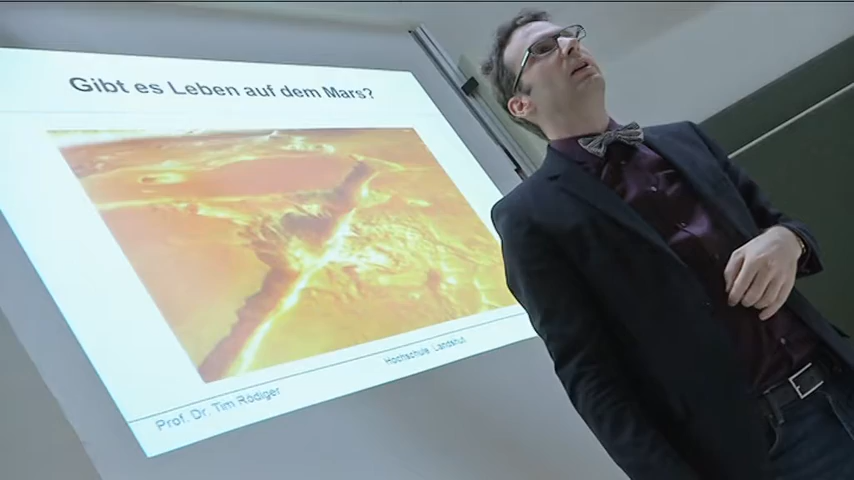 Gibt es Leben auf dem Mars?
Prof. Dr. Tim Rödiger
Hochschule Landshut